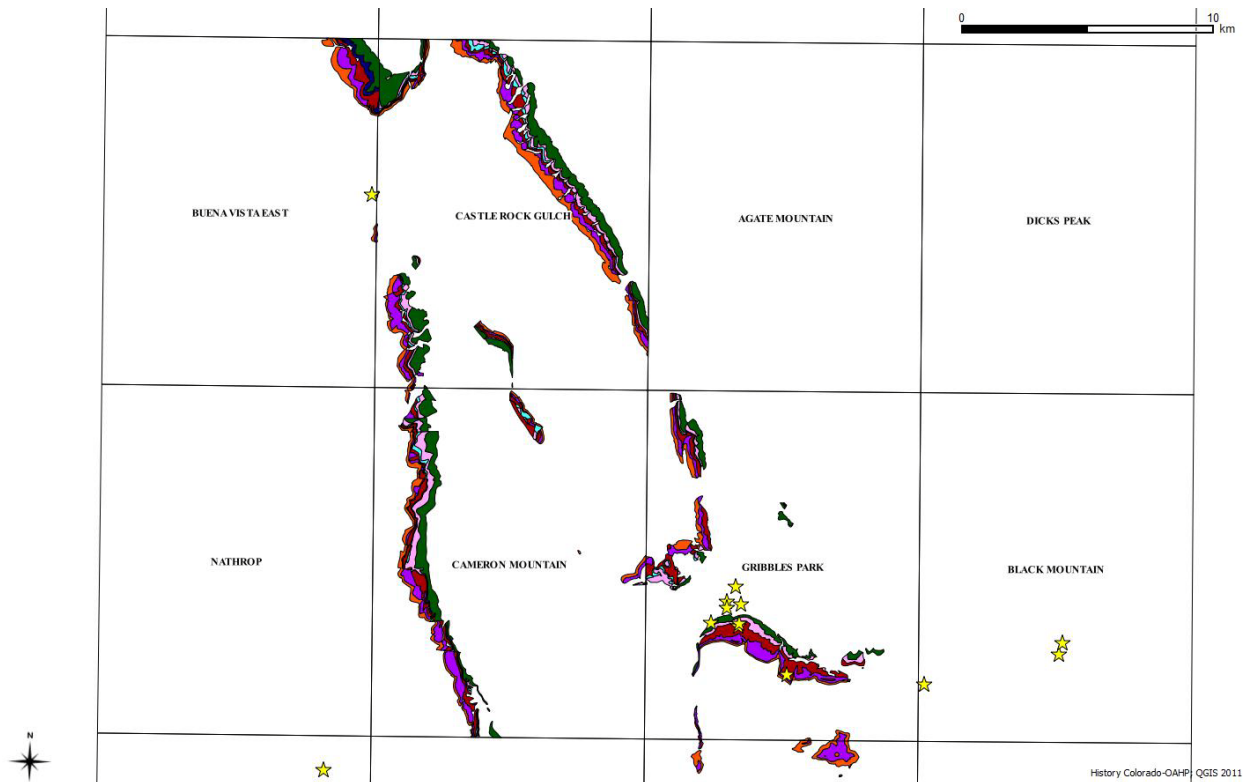 0 10
km
BUENA VISTA EAST
CASTLE ROCK GULCH
AGATE MOUNTAIN
DICKS PEAK
NATHROP
CAMERON MOUNTAIN
GRIBBLES PARK
BLACK MOUNTAIN
N
History Colorado-OAHP; QGIS 2011